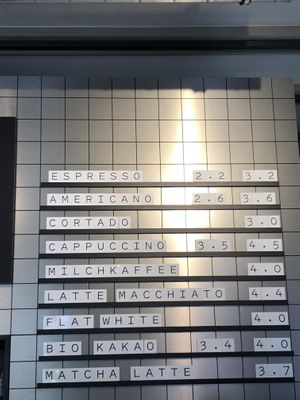 ESPRESSO 2.2 3.2
AMERICANO 2.6 3.6
CORTADO 3.0
CAPPUCCINO 3.5 4.5
MILCHKAFFEE 4.0
LATTE MACCHIATO 4.4
FLAT WHITE 4.0
BIO KAKAO 3.4 4.0
MATCHA LATTE 3.7